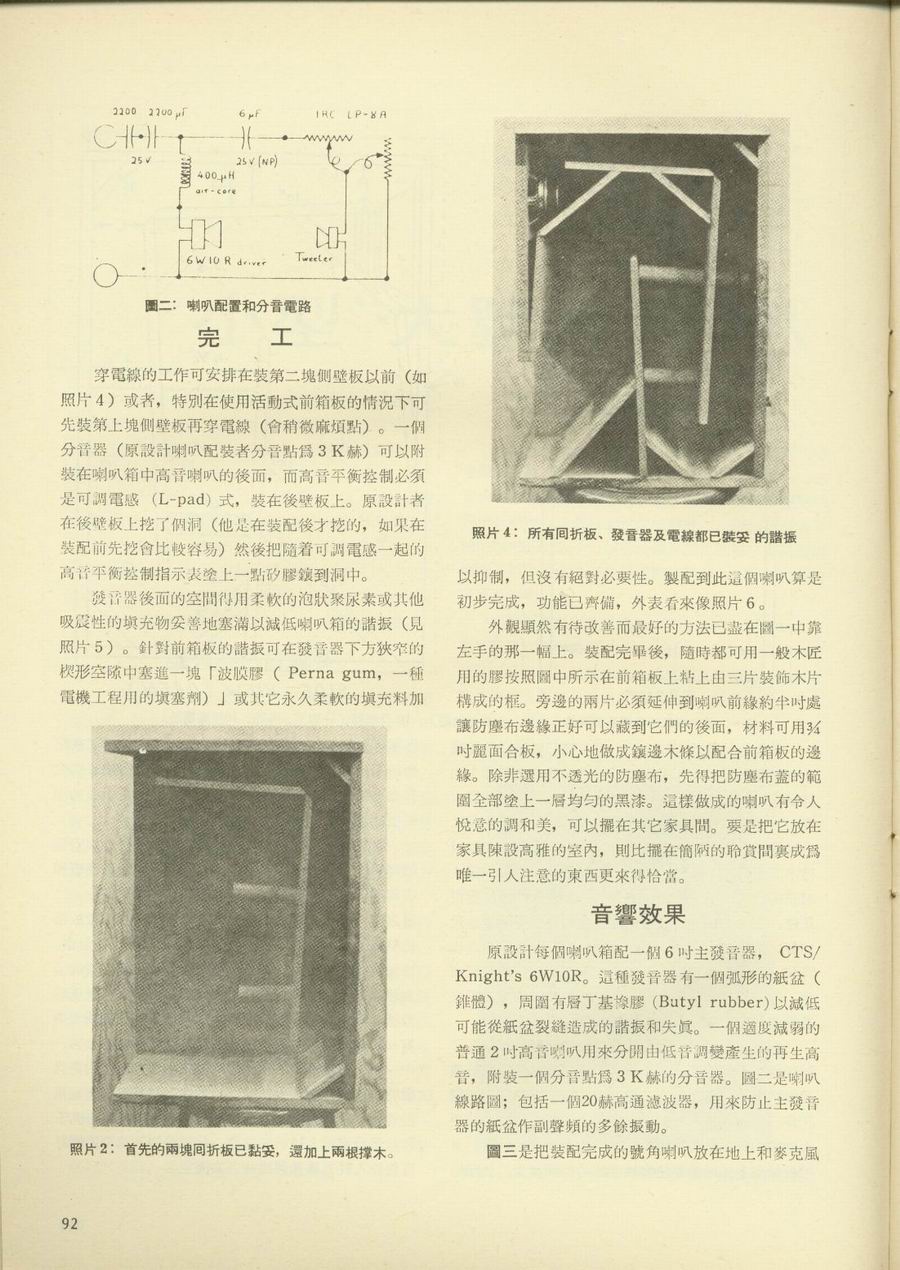 2200 2200 μF 6 μF IRC LP-8A
25V 25V (NP)
400 μH
air-core
6W10R driver Tweeter
圖二：喇叭配置和分音電路
完 工
穿電線的工作可安排在裝第二塊側壁板以前（如
照片4）或者，特別在使用活動式前箱板的情況下可
先裝第上塊側壁板再穿電線（會稍微麻煩點）。一個
分音器（原設計喇叭配裝者分音點爲3K赫）可以附
裝在喇叭箱中高音喇叭的後面，而高音平衡控制必須
是可調電感 (L-pad) 式，裝在後壁板上。原設計者
在後壁板上挖了個洞（他是在裝配後才挖的，如果在
裝配前先挖會比較容易）然後把隨着可調電感一起的
高音平衡控制指示表塗上一點矽膠鑲到洞中。
發音器後面的空間得用柔軟的泡狀聚尿素或其他
吸震性的塡充物妥善地塞滿以減低喇叭箱的諧振（見
照片5）。針對前箱板的諧振可在發音器下方狹窄的
楔形空隙中塞進一塊「波膜膠（Perna gum，一種
電機工程用的塡塞劑）」或其它永久柔軟的塡充料加
照片2：首先的兩塊回折板已黏妥，還加上兩根撐木。
92
照片4：所有回折板、發音器及電線都已裝妥 的諧振
以抑制，但沒有絕對必要性。製配到此這個喇叭算是
初步完成，功能已齊備，外表看來像照片6。
外觀顯然有待改善而最好的方法已盡在圖一中靠
左手的那一幅上。裝配完畢後，隨時都可用一般木匠
用的膠按照圖中所示在前箱板上粘上由三片裝飾木片
構成的框。旁邊的兩片必須延伸到喇叭前緣約半吋處
讓防塵布邊緣正好可以藏到它們的後面，材料可用¾
吋麗面合板，小心地做成鑲邊木條以配合前箱板的邊
緣。除非選用不透光的防塵布，先得把防塵布蓋的範
圍全部塗上一層均勻的黑漆。這樣做成的喇叭有令人
悅意的調和美，可以擺在其它家具間。要是把它放在
家具陳設高雅的室內，則比擺在簡陋的聆賞間裏成爲
唯一引人注意的東西更來得恰當。
音響效果
原設計每個喇叭箱配一個6吋主發音器， CTS/
Knight's 6W10R。這種發音器有一個弧形的紙盆（
錐體），周圍有層丁基橡膠 (Butyl rubber) 以減低
可能從紙盆裂縫造成的諧振和失眞。一個適度減弱的
普通2吋高音喇叭用來分開由低音調變產生的再生高
音，附裝一個分音點爲3K赫的分音器。圖二是喇叭
線路圖；包括一個20赫高通濾波器，用來防止主發音
器的紙盆作副聲頻的多餘振動。
圖三是把裝配完成的號角喇叭放在地上和麥克風